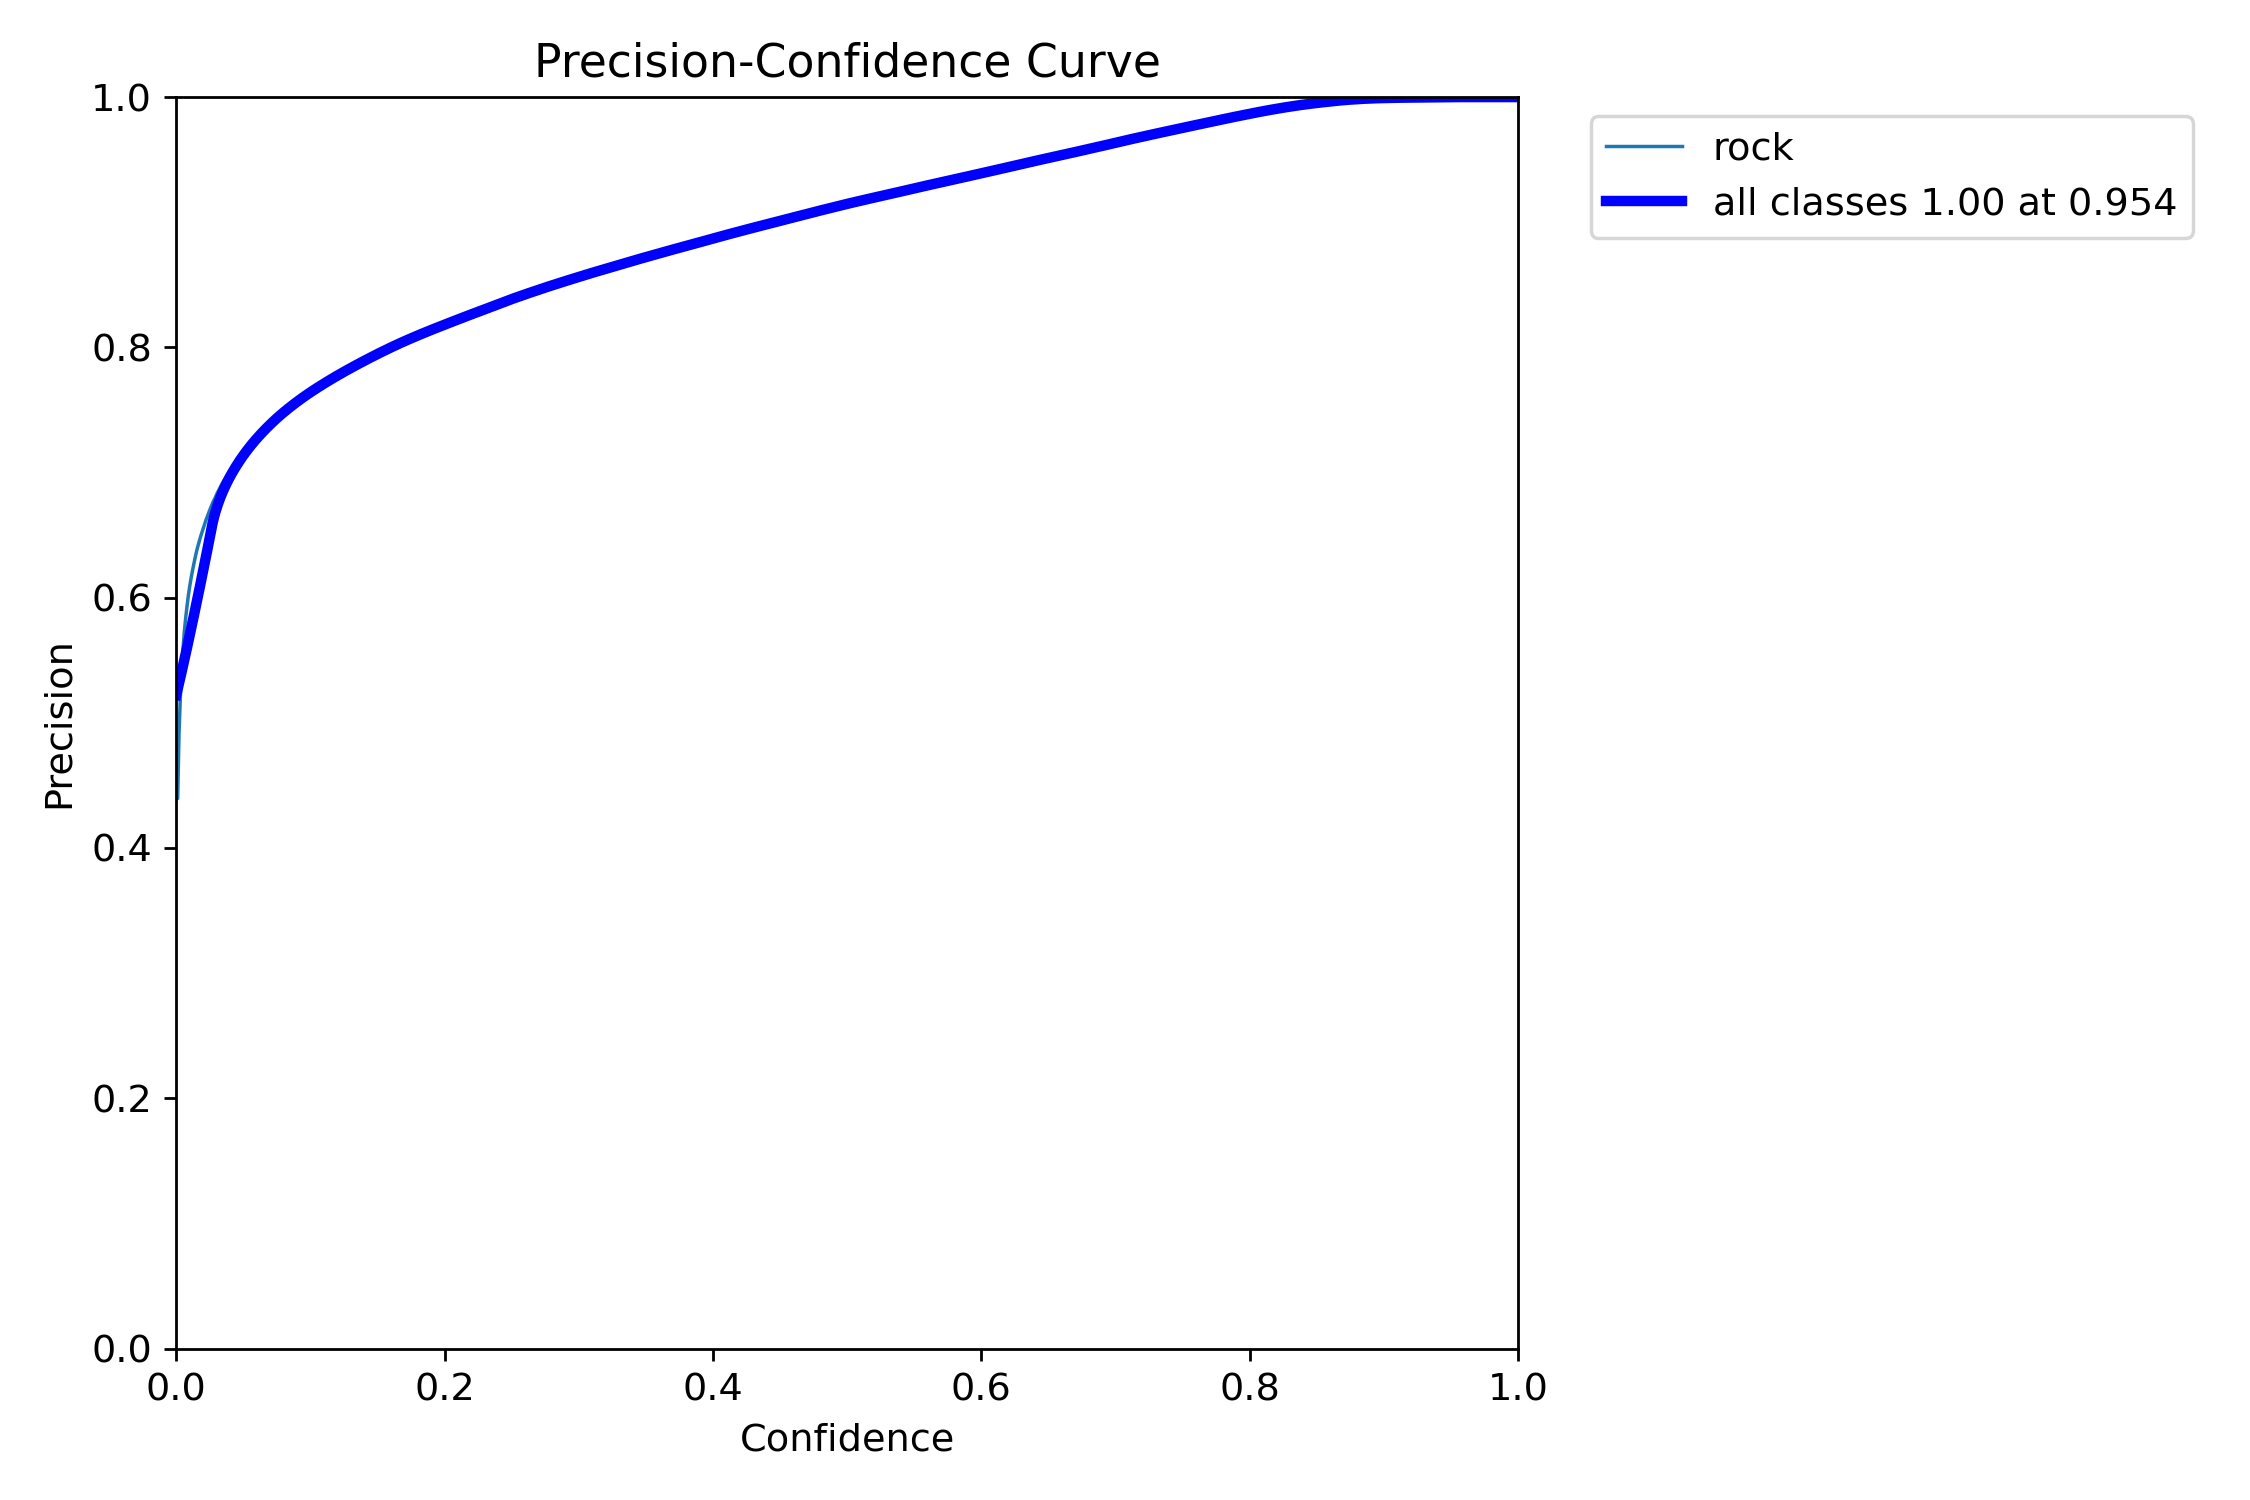 Precision-Confidence Curve
1.0
0.8
0.6
0.4
0.2
0.0
Precision
0.0 0.2 0.4 0.6 0.8 1.0
Confidence
rock
all classes 1.00 at 0.954